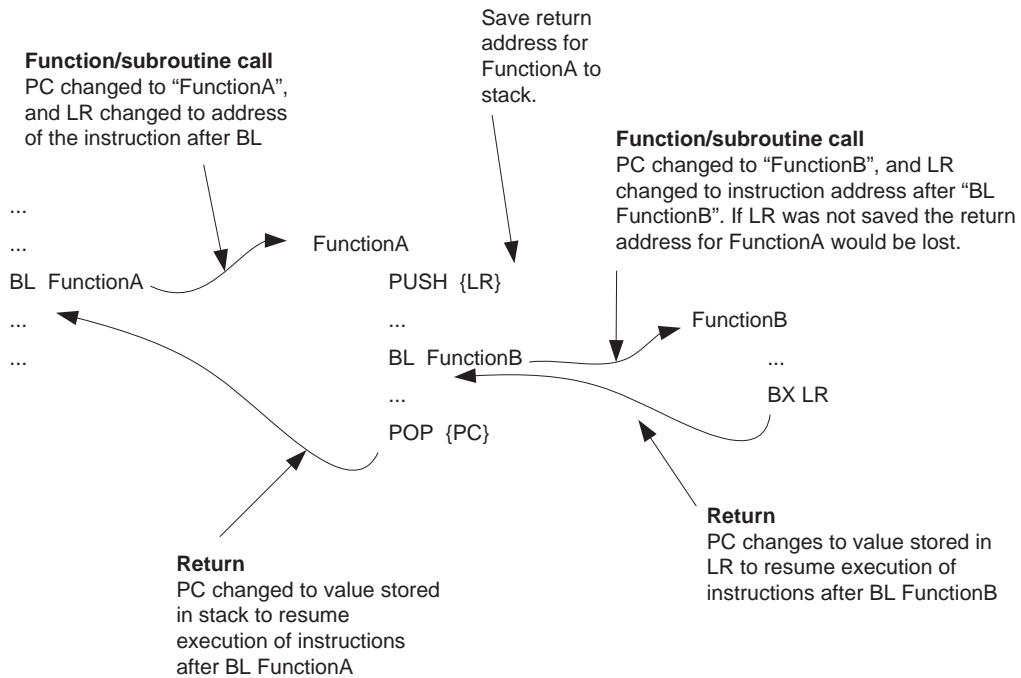 Save return
address for
FunctionA to
stack.
Function/subroutine call
PC changed to “FunctionA”,
and LR changed to address
of the instruction after BL
Function/subroutine call
PC changed to “FunctionB”, and LR
changed to instruction address after “BL
FunctionB”. If LR was not saved the return
address for FunctionA would be lost.
...
...
BL FunctionA
...
...
FunctionA
PUSH {LR}
...
BL FunctionB
...
POP {PC}
FunctionB
...
BX LR
Return
PC changed to value stored
in stack to resume
execution of instructions
after BL FunctionA
Return
PC changes to value stored in
LR to resume execution of
instructions after BL FunctionB